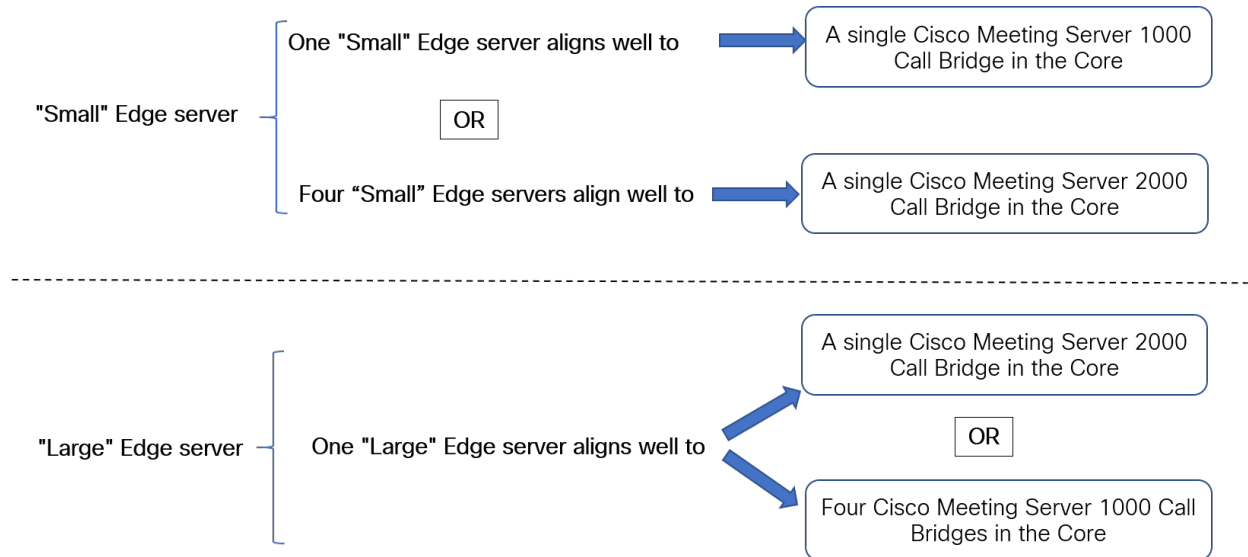 One "Small" Edge server aligns well to
A single Cisco Meeting Server 1000
Call Bridge in the Core
"Small" Edge server
OR
Four “Small” Edge servers align well to
A single Cisco Meeting Server 2000
Call Bridge in the Core
"Large" Edge server
One "Large" Edge server aligns well to
A single Cisco Meeting Server 2000
Call Bridge in the Core
OR
Four Cisco Meeting Server 1000 Call
Bridges in the Core